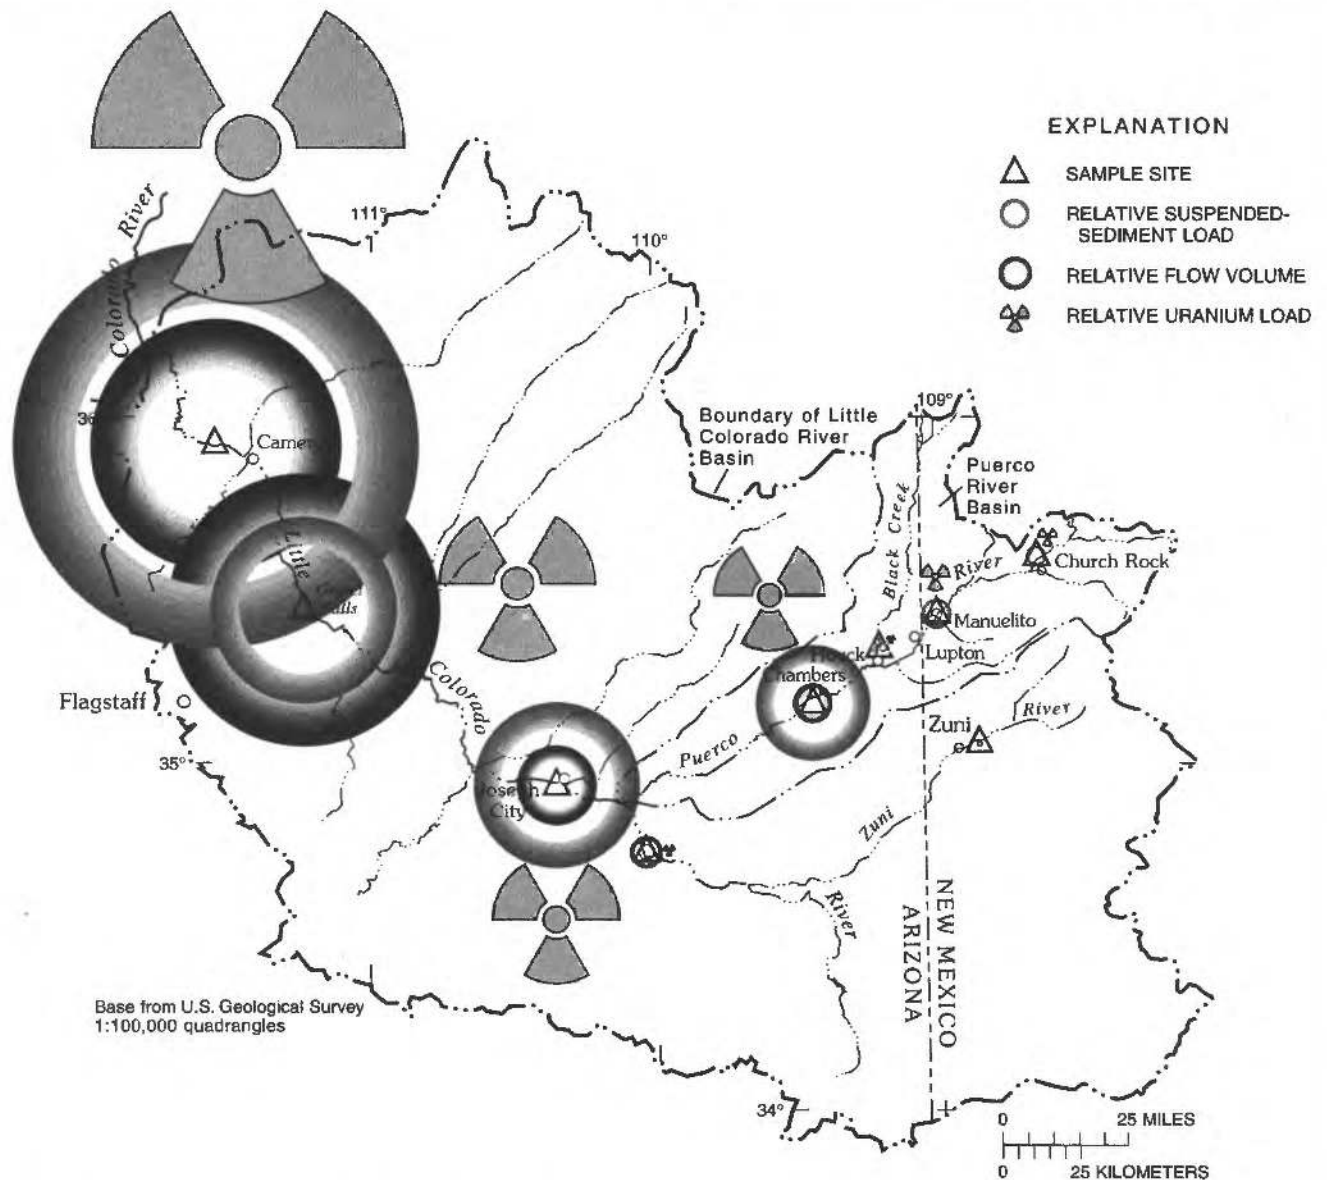 EXPLANATION
SAMPLE SITE
RELATIVE SUSPENDED-
SEDIMENT LOAD
RELATIVE FLOW VOLUME
RELATIVE URANIUM LOAD
Colorado River
111°
110°
109°
Boundary of Little
Colorado River
Basin
Puerco
River
Basin
Black Creek
River
Church Rock
Manuelito
Lupton
Houck
Chambers
Little
Colorado
Flagstaff
35°
Puerco
Joseph
City
Zuni
River
Zuni
River
NEW MEXICO
ARIZONA
Base from U.S. Geological Survey
1:100,000 quadrangles
34°
0 25 MILES
0 25 KILOMETERS